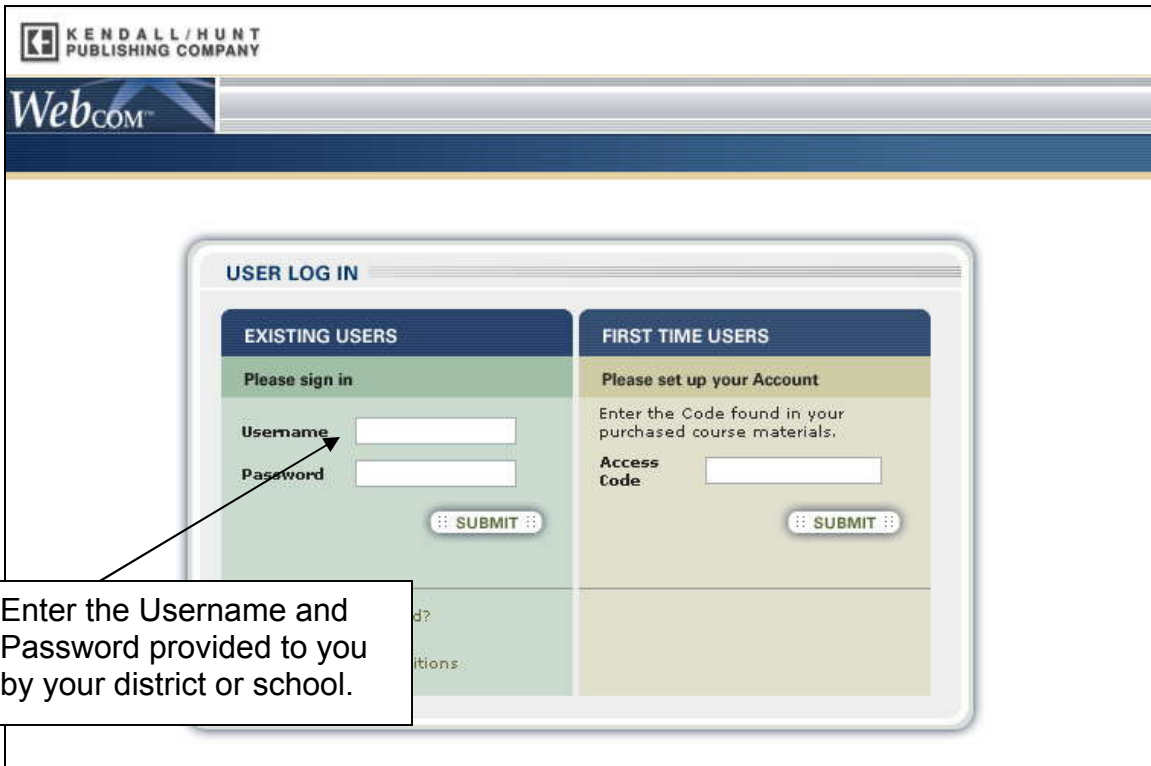 KENDALL/HUNT
PUBLISHING COMPANY
WebCOM™
USER LOG IN
EXISTING USERS
Please sign in
Username
Password
SUBMIT
FIRST TIME USERS
Please set up your Account
Enter the Code found in your
purchased course materials.
Access
Code
SUBMIT
Enter the Username and
Password provided to you
by your district or school.